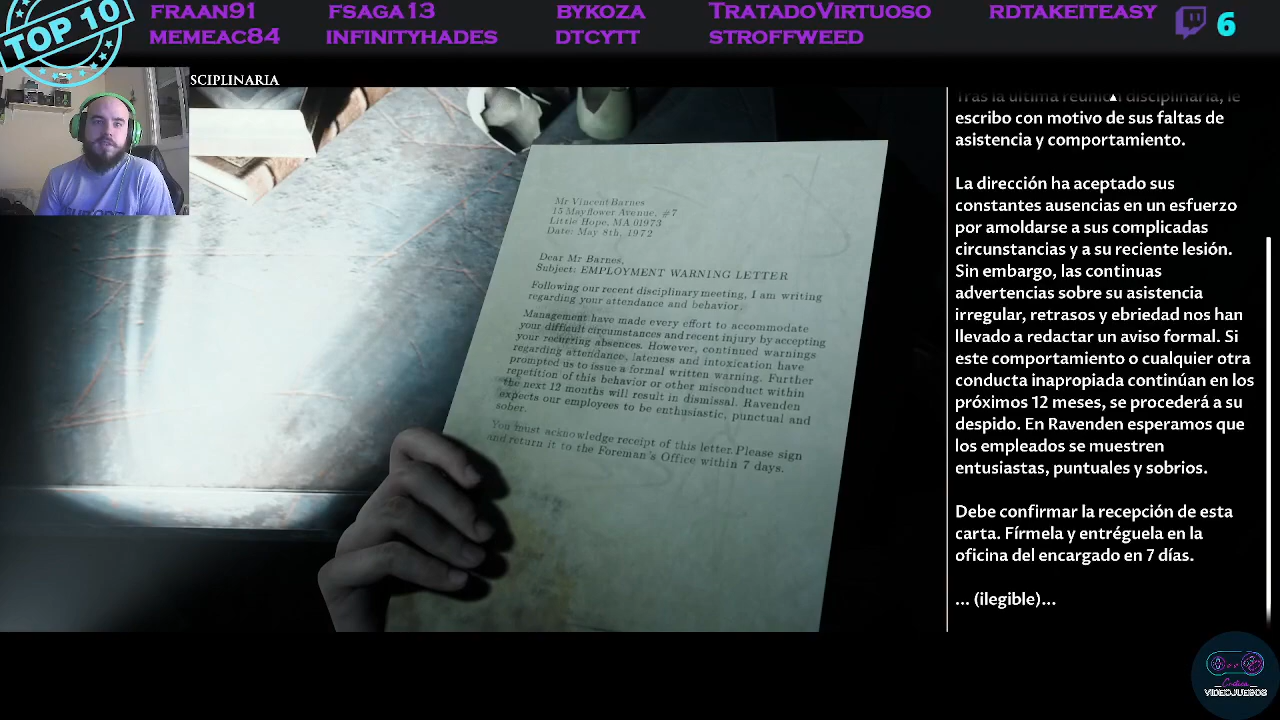 TOP 10
FRAAN91
FSAGA13
BYKOZA
TRATADOVIRTUOSO
RDTAKEITEASY
MEMEAC84
INFINITYHADES
DTCYTT
STROFFWEED
6
SCIPLINARIA
Mr Vincent Barnes
15 Mayflower Avenue, #7
Little Hope, MA 01973
Date: May 8th, 1972
Dear Mr Barnes,
Subject: EMPLOYMENT WARNING LETTER
Following our recent disciplinary meeting, I am writing
regarding your attendance and behavior.
Management have made every effort to accommodate
your difficult circumstances and recent injury by accepting
your recurring absences. However, continued warnings
regarding attendance, lateness and intoxication have
prompted us to issue a formal written warning. Further
repetition of this behavior or other misconduct within
the next 12 months will result in dismissal. Ravenden
expects our employees to be enthusiastic, punctual and
sober.
You must acknowledge receipt of this letter. Please sign
and return it to the Foreman's Office within 7 days.
Tras la última reunión disciplinaria, le
escribo con motivo de sus faltas de
asistencia y comportamiento.
La dirección ha aceptado sus
constantes ausencias en un esfuerzo
por amoldarse a sus complicadas
circunstancias y a su reciente lesión.
Sin embargo, las continuas
advertencias sobre su asistencia
irregular, retrasos y ebriedad nos han
llevado a redactar un aviso formal. Si
este comportamiento o cualquier otra
conducta inapropiada continúan en los
próximos 12 meses, se procederá a su
despido. En Ravenden esperamos que
los empleados se muestren
entusiastas, puntuales y sobrios.
Debe confirmar la recepción de esta
carta. Fírmela y entréguela en la
oficina del encargado en 7 días.
... (ilegible)...
Critica
VIDEOJUEGOS